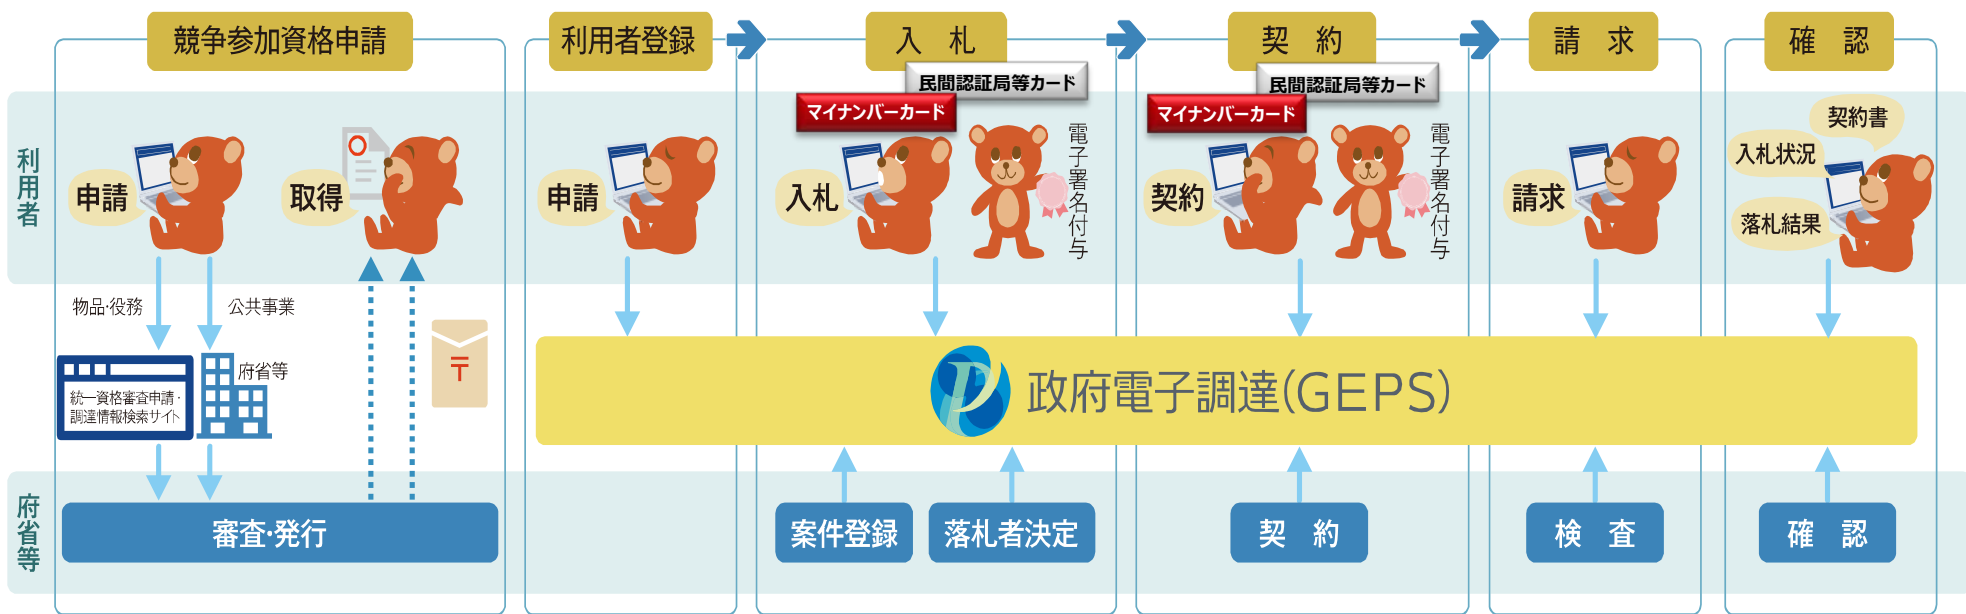 競争参加資格申請
利用者登録
入 札
契 約
請 求
確 認
民間認証局等カード
マイナンバーカード
民間認証局等カード
マイナンバーカード
利用者
申請
取得
申請
入札
電子署名付与
契約
電子署名付与
請求
契約書
入札状況
落札結果
物品・役務
公共事業
府省等
統一資格審査申請・
調達情報検索サイト
〒
政府電子調達(GEPS)
府省等
審査・発行
案件登録
落札者決定
契 約
検 査
確 認